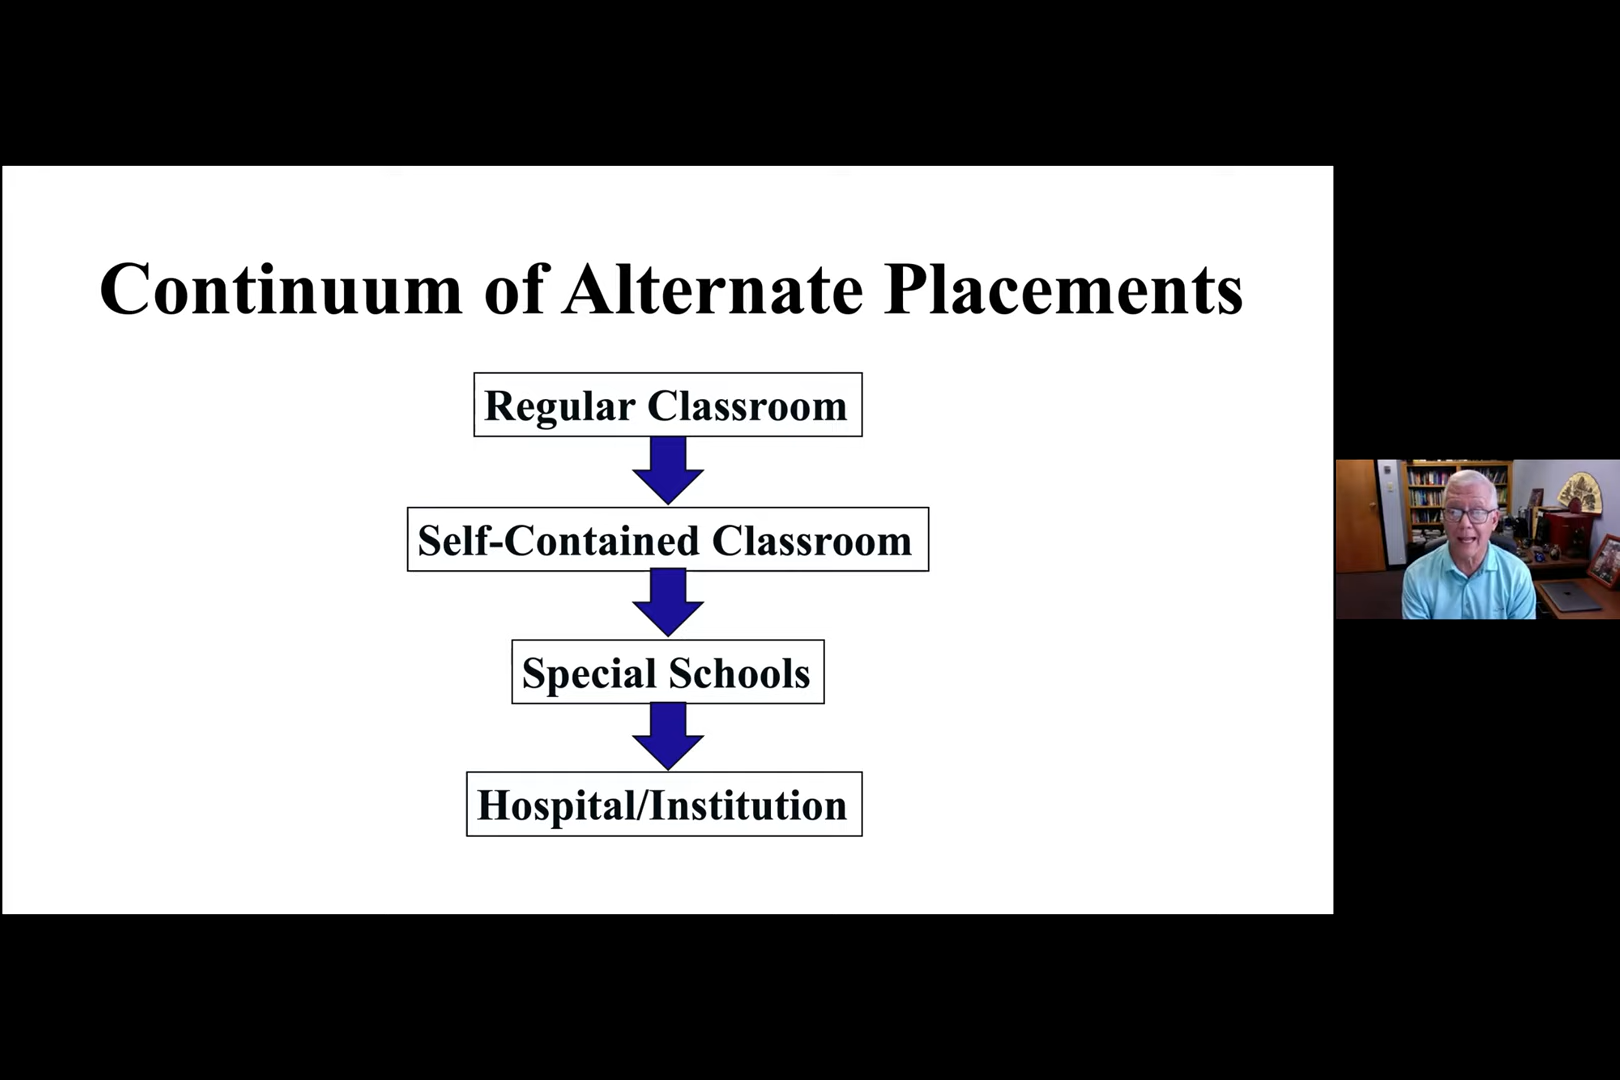 Continuum of Alternate Placements
Regular Classroom
Self-Contained Classroom
Special Schools
Hospital/Institution